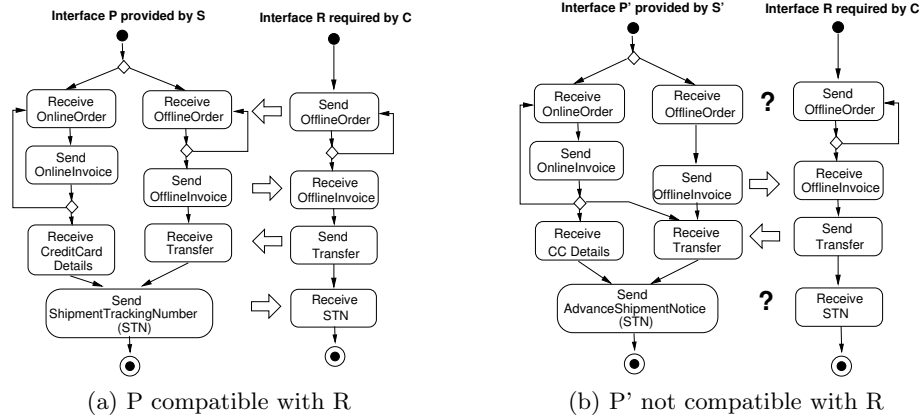 Interface P provided by S
Interface R required by C
Receive
OnlineOrder
Receive
OfflineOrder
Send
OfflineOrder
Send
OnlineInvoice
Send
OfflineInvoice
Receive
OfflineInvoice
Receive
CreditCard
Details
Receive
Transfer
Send
Transfer
Send
ShipmentTrackingNumber
(STN)
Receive
STN
(a) P compatible with R
Interface P' provided by S'
Interface R required by C
Receive
OnlineOrder
Receive
OfflineOrder
?
Send
OfflineOrder
Send
OnlineInvoice
Send
OfflineInvoice
Receive
OfflineInvoice
Receive
CC Details
Receive
Transfer
Send
Transfer
Send
AdvanceShipmentNotice
(STN)
?
Receive
STN
(b) P' not compatible with R